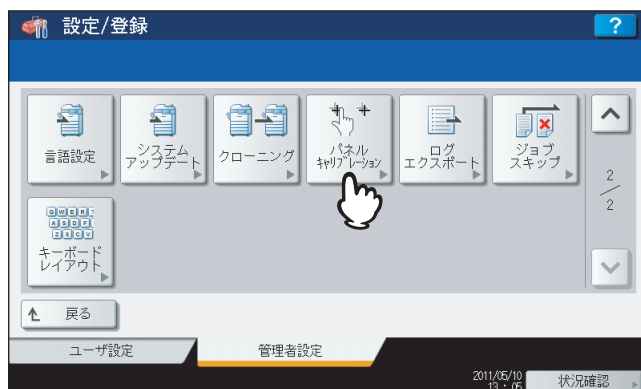 設定/登録
?
言語設定
システム
アップデート
クローニング
パネル
ｷｬﾘﾌﾞﾚｰｼｮﾝ
ログ
エクスポート
ジョブ
スキップ
2
2
QWERT
ASDF
ZXCV
キーボード
レイアウト
戻る
ユーザ設定
管理者設定
2011/05/10
13 : 05
状況確認